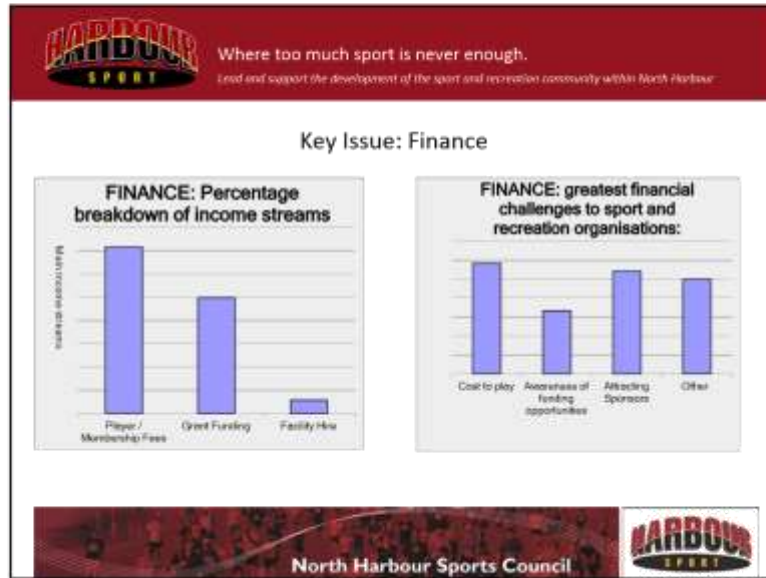 HARBOUR
SPORT
Where too much sport is never enough.
Lead and support the development of the sport and recreation community within North Harbour
Key Issue: Finance
FINANCE: Percentage
breakdown of income streams
Main income streams
Player /
Membership Fees
Grant Funding
Facility Hire
FINANCE: greatest financial
challenges to sport and
recreation organisations:
Cost to play
Awareness of
funding
opportunities
Attracting
Sponsors
Other
North Harbour Sports Council
HARBOUR
SPORT